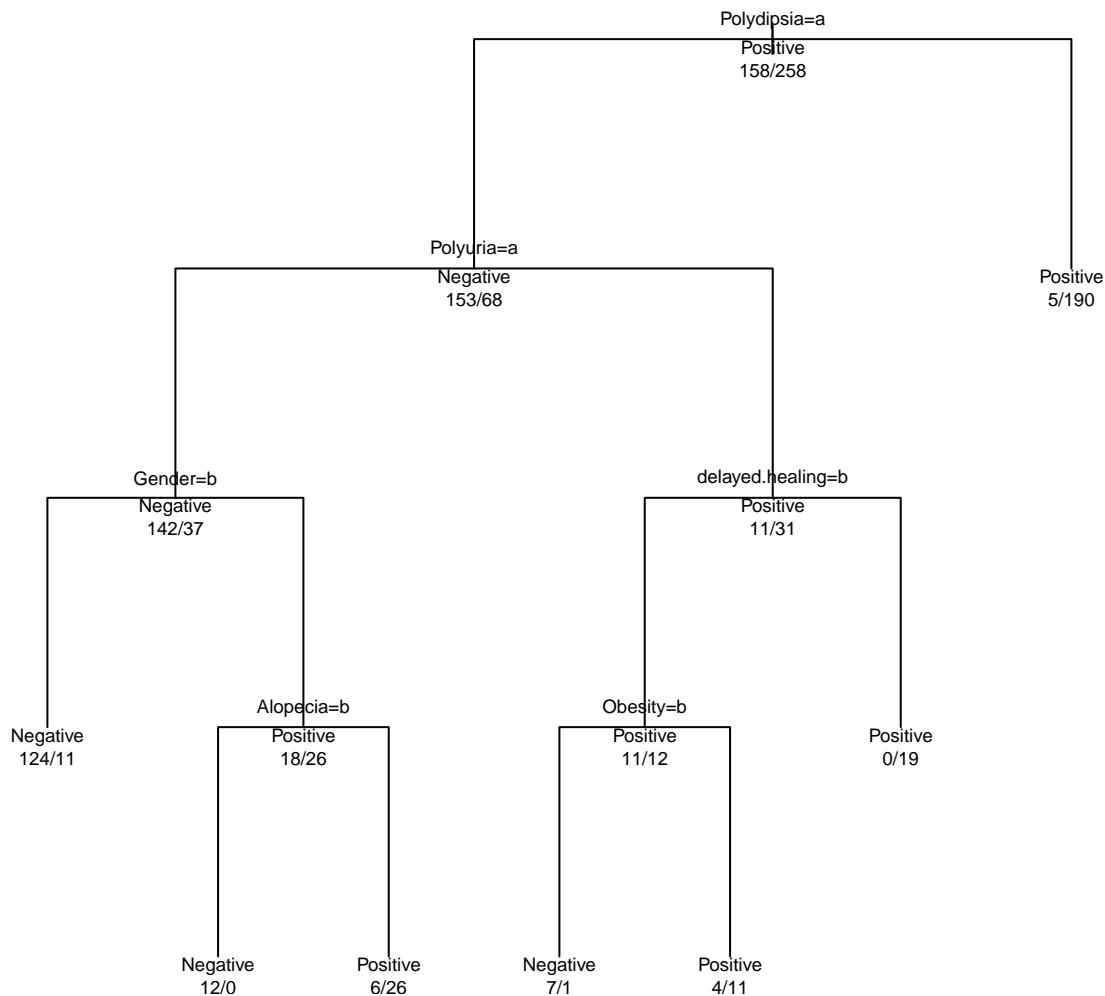 Polydipsia=a
Positive
158/258
Polyuria=a
Negative
153/68
Positive
5/190
Gender=b
Negative
142/37
delayed.healing=b
Positive
11/31
Negative
124/11
Alopecia=b
Positive
18/26
Obesity=b
Positive
11/12
Positive
0/19
Negative
12/0
Positive
6/26
Negative
7/1
Positive
4/11